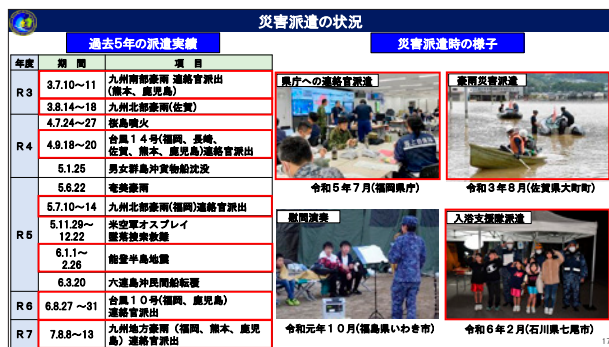 災害派遣の状況
過去5年の派遣実績
年度 期 間 項 目
R3 3.7.10～11 九州南部豪雨 連絡官派出
(熊本、鹿児島)
3.8.14～18 九州北部豪雨(佐賀)
R4 4.7.24～27 桜島噴火
4.9.18～20 台風14号(福岡、長崎、
佐賀、熊本、鹿児島)連絡官派出
5.1.25 男女群島沖貨物船沈没
R5 5.6.22 奄美豪雨
5.7.10～14 九州北部豪雨(福岡)連絡官派出
5.11.29～
12.22 米空軍オスプレイ
墜落捜索救難
6.1.1～
2.26 能登半島地震
6.3.20 六連島沖民間船転覆
R6 6.8.27 ～31 台風10号(福岡、鹿児島)
連絡官派出
R7 7.8.8～13 九州地方豪雨（福岡、熊本、鹿児
島）連絡官派出
災害派遣時の様子
県庁への連絡官派遣
令和5年7月(福岡県庁)
豪雨災害派遣
令和3年8月(佐賀県大町町)
慰問演奏
令和元年10月(福島県いわき市)
入浴支援隊派遣
令和6年2月(石川県七尾市)
17